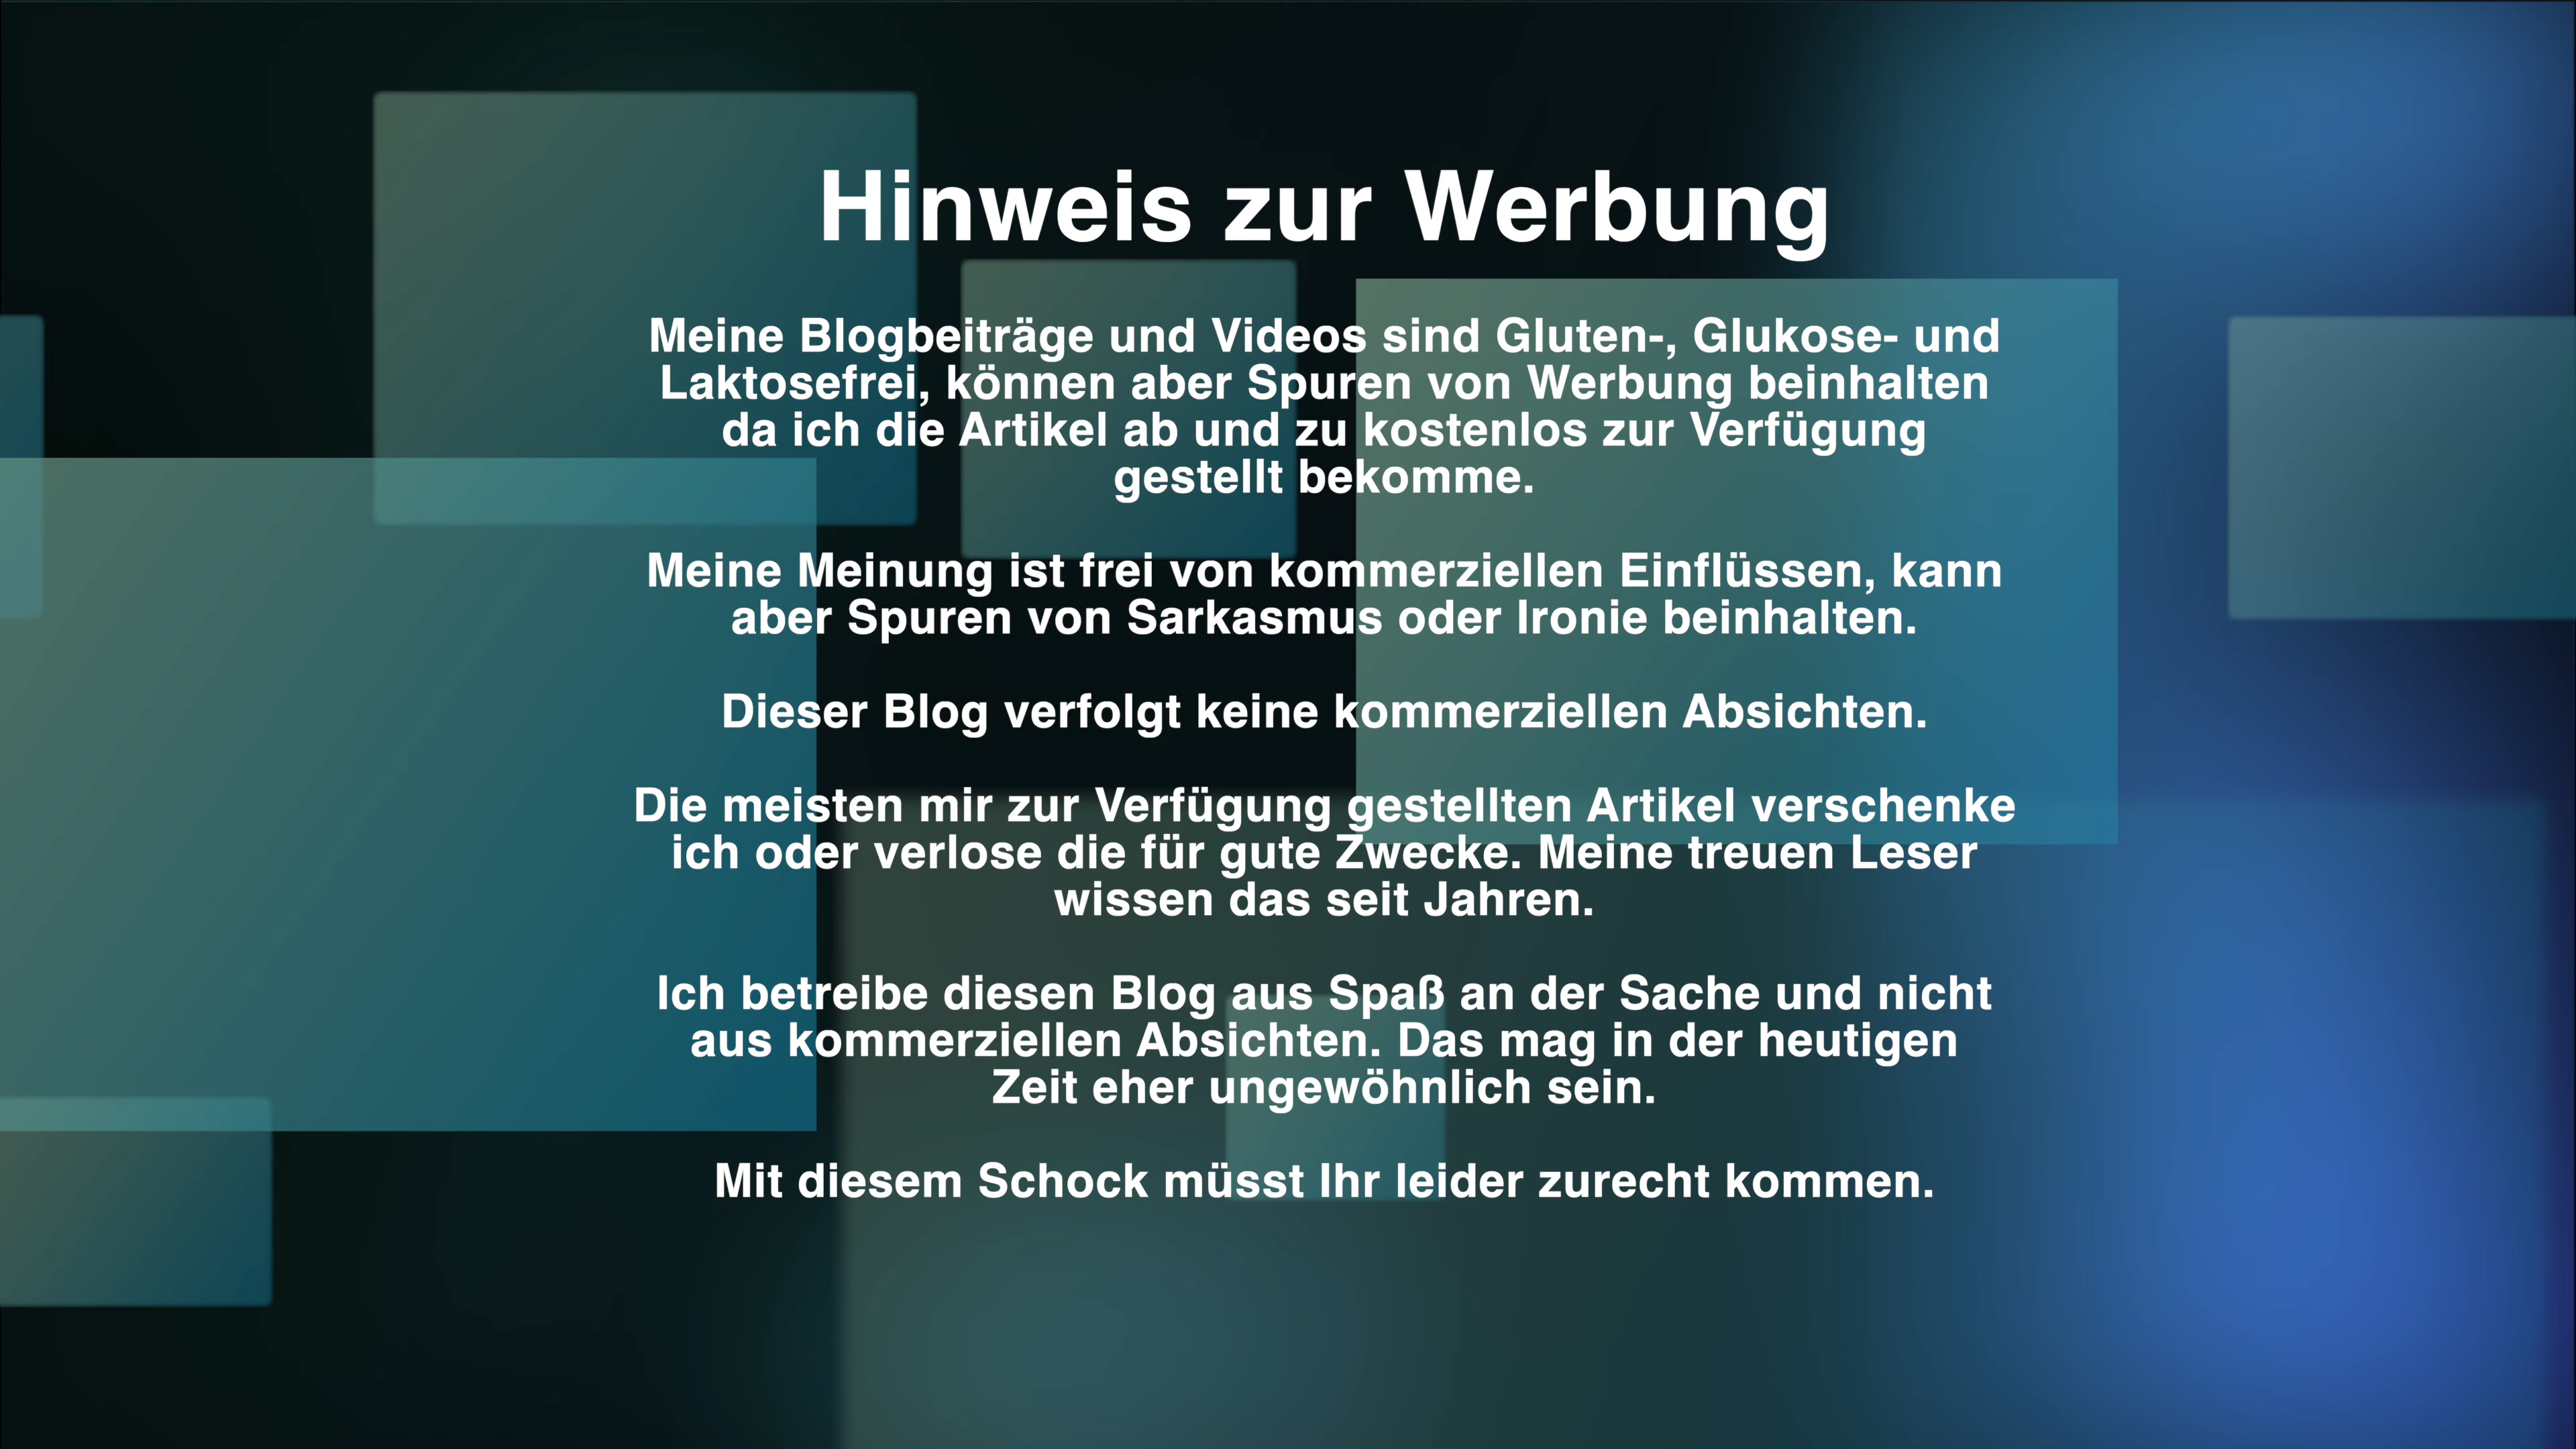 Hinweis zur Werbung
Meine Blogbeiträge und Videos sind Gluten-, Glukose- und
Laktosefrei, können aber Spuren von Werbung beinhalten
da ich die Artikel ab und zu kostenlos zur Verfügung
gestellt bekomme.
Meine Meinung ist frei von kommerziellen Einflüssen, kann
aber Spuren von Sarkasmus oder Ironie beinhalten.
Dieser Blog verfolgt keine kommerziellen Absichten.
Die meisten mir zur Verfügung gestellten Artikel verschenke
ich oder verlose die für gute Zwecke. Meine treuen Leser
wissen das seit Jahren.
Ich betreibe diesen Blog aus Spaß an der Sache und nicht
aus kommerziellen Absichten. Das mag in der heutigen
Zeit eher ungewöhnlich sein.
Mit diesem Schock müsst Ihr leider zurecht kommen.